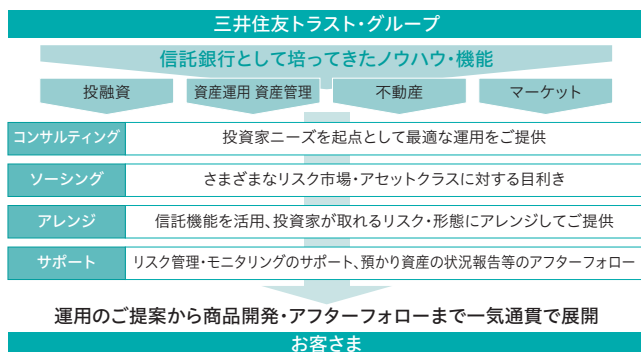 三井住友トラスト・グループ
信託銀行として培ってきたノウハウ・機能
投融資
資産運用 資産管理
不動産
マーケット
コンサルティング
投資家ニーズを起点として最適な運用をご提供
ソーシング
さまざまなリスク市場・アセットクラスに対する目利き
アレンジ
信託機能を活用、投資家が取れるリスク・形態にアレンジしてご提供
サポート
リスク管理・モニタリングのサポート、預かり資産の状況報告等のアフターフォロー
運用のご提案から商品開発・アフターフォローまで一気通貫で展開
お客さま